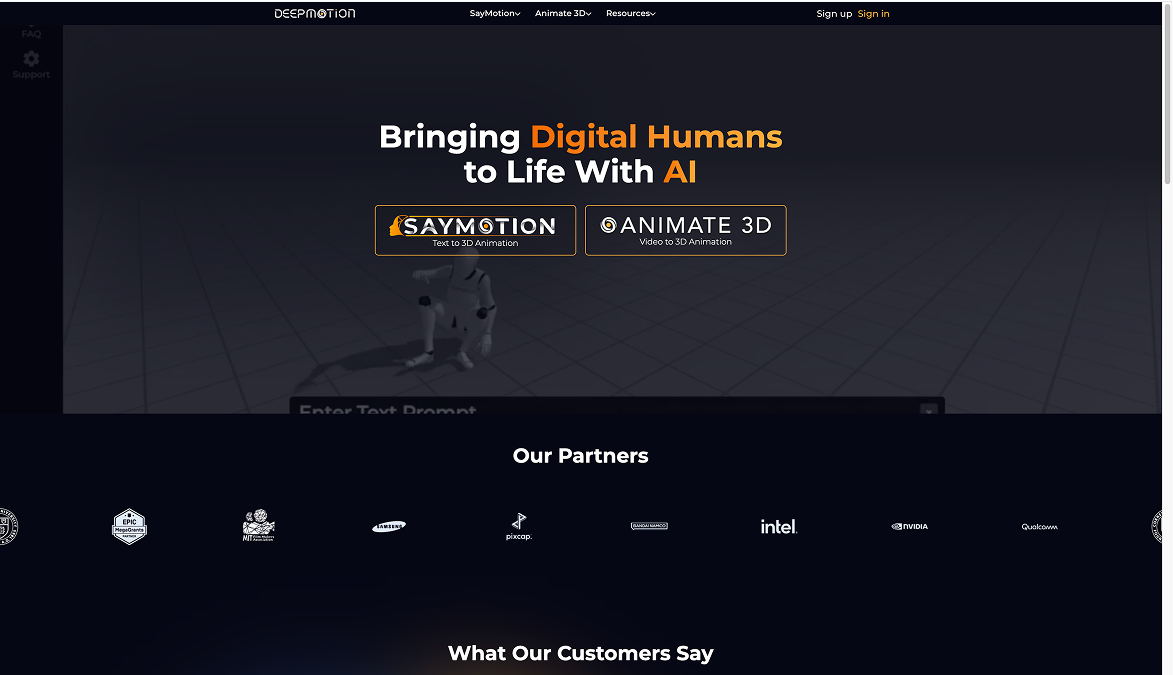 DEEPMOTION
SayMotion
Animate 3D
Resources
Sign up
Sign in
FAQ
Support
Bringing Digital Humans
to Life With AI
SAYMOTION
Text to 3D Animation
ANIMATE 3D
Video to 3D Animation
Enter Text Prompt
Our Partners
EPIC
MegaGrants
PARTNER
MIT
SAMSUNG
pixcap.
BANDAI NAMCO
intel.
NVIDIA
Qualcomm
What Our Customers Say